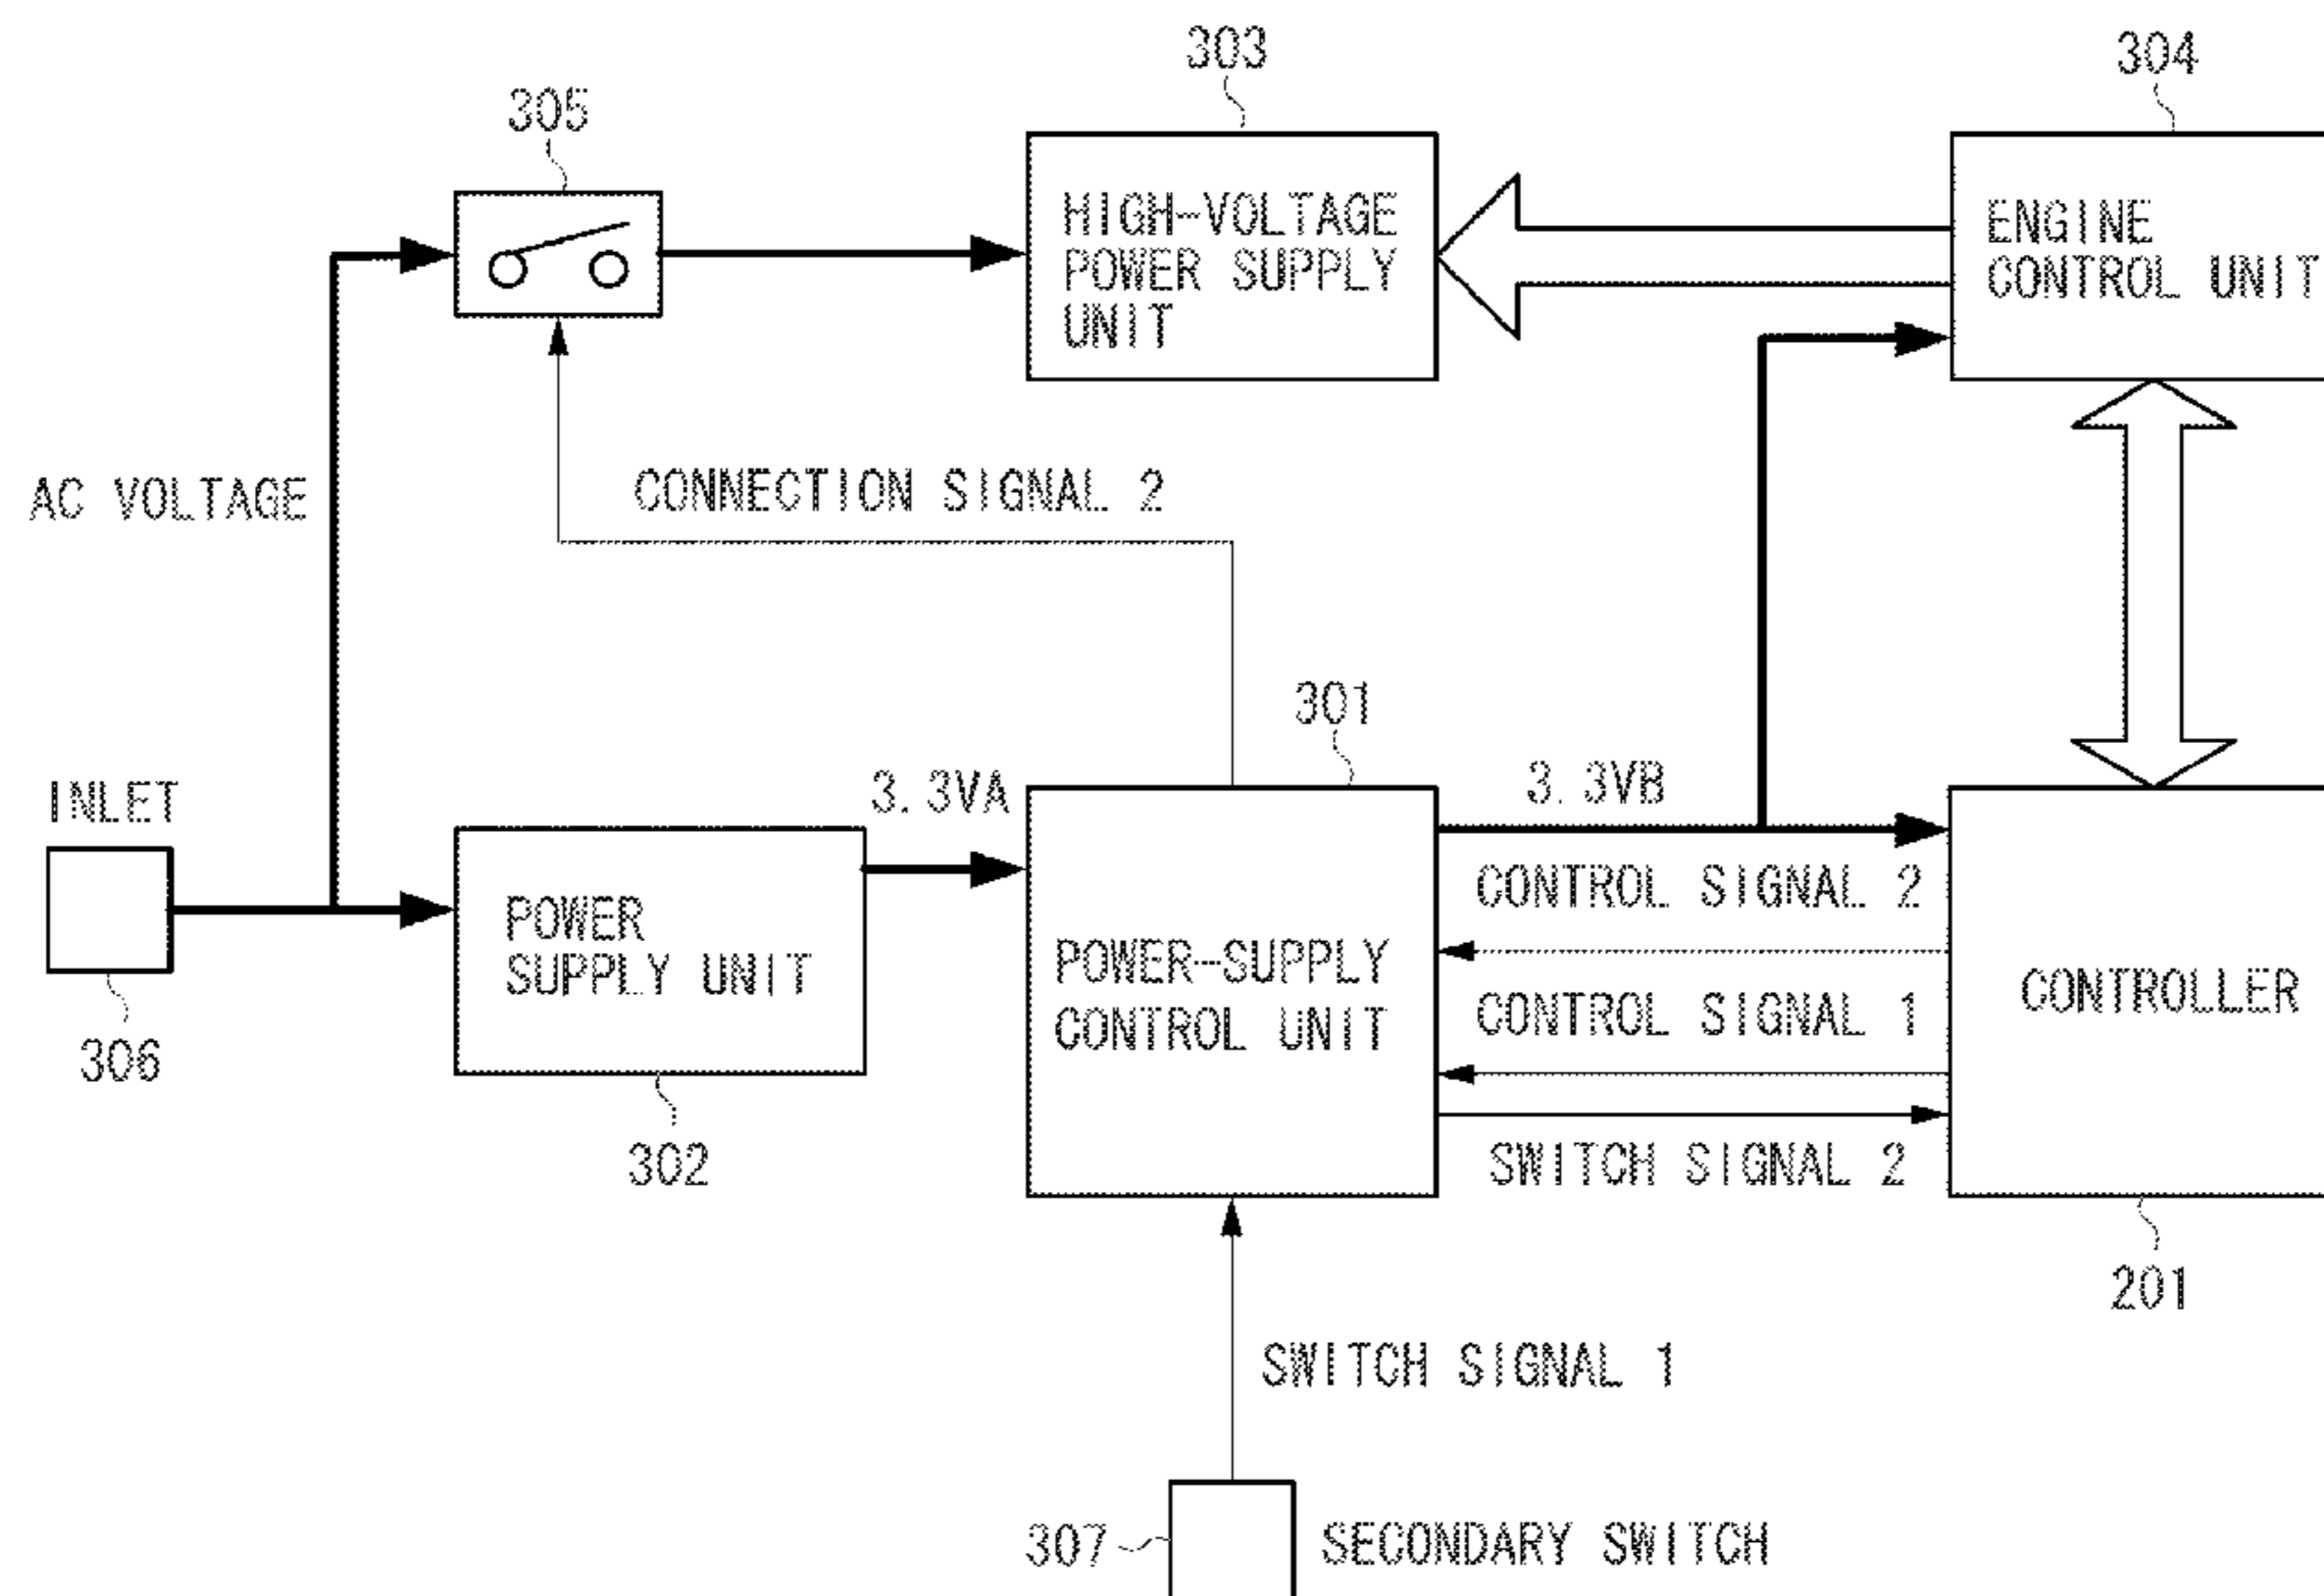 303
304
305
HIGH-VOLTAGE
POWER SUPPLY
UNIT
ENGINE
CONTROL UNIT
AC VOLTAGE
CONNECTION SIGNAL 2
301
INLET
3.3VA
3.3VB
POWER
SUPPLY UNIT
CONTROL SIGNAL 2
POWER-SUPPLY
CONTROL UNIT
CONTROL SIGNAL 1
CONTROLLER
306
302
SWITCH SIGNAL 2
201
SWITCH SIGNAL 1
307
SECONDARY SWITCH